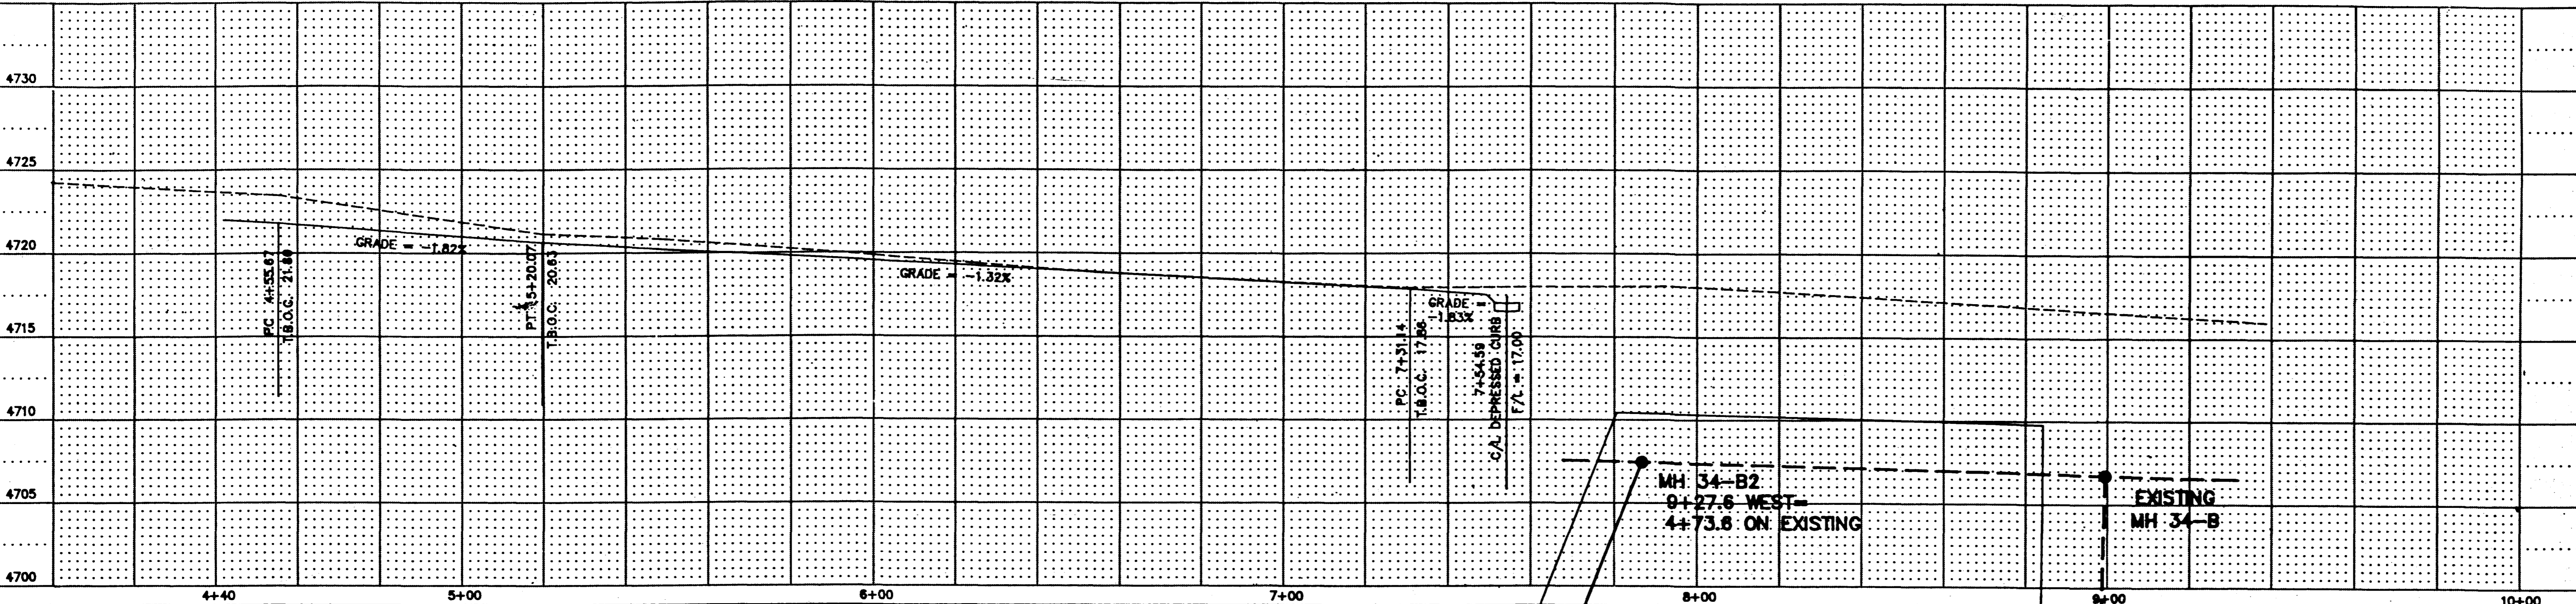 4730
4725
4720
4715
4710
4705
4700
PC 4+55.67
T.B.O.C. 21.80
GRADE = -1.82%
PT 5+20.07
T.B.O.C. 20.63
GRADE = -1.32%
PC 7+31.14
T.B.O.C. 17.86
GRADE =
-1.83%
7+54.59
C/L DEPRESSED CURB
F/L = 17.00
MH 34-B2
9+27.6 WEST=
4+73.6 ON EXISTING
EXISTING
MH 34-B
4+40
5+00
6+00
7+00
8+00
9+00
10+00